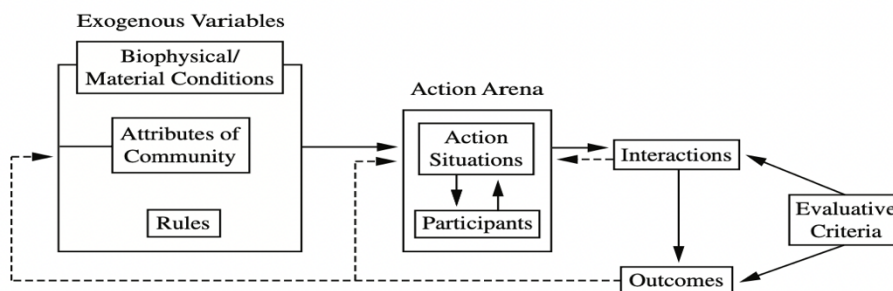 Exogenous Variables
Biophysical/
Material Conditions
Attributes of
Community
Rules
Action Arena
Action
Situations
Participants
Interactions
Outcomes
Evaluative
Criteria